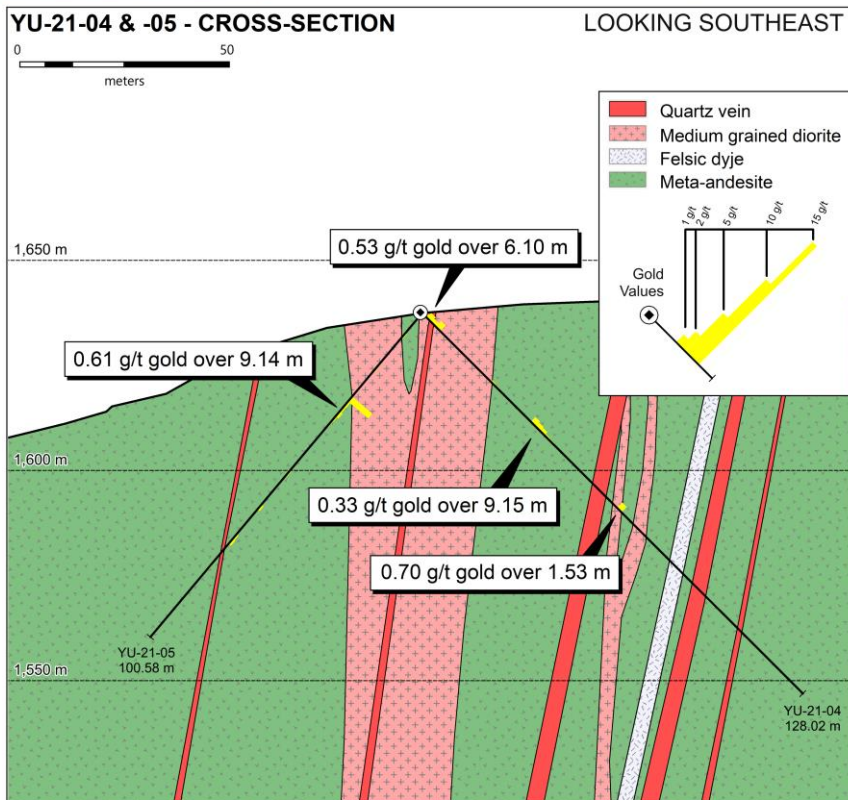 YU-21-04 & -05 - CROSS-SECTION
LOOKING SOUTHEAST
0
50
meters
Quartz vein
Medium grained diorite
Felsic dyje
Meta-andesite
1 g/t
2 g/t
5 g/t
10 g/t
15 g/t
Gold
Values
1,650 m
0.53 g/t gold over 6.10 m
0.61 g/t gold over 9.14 m
1,600 m
0.33 g/t gold over 9.15 m
0.70 g/t gold over 1.53 m
YU-21-05
100.58 m
1,550 m
YU-21-04
128.02 m